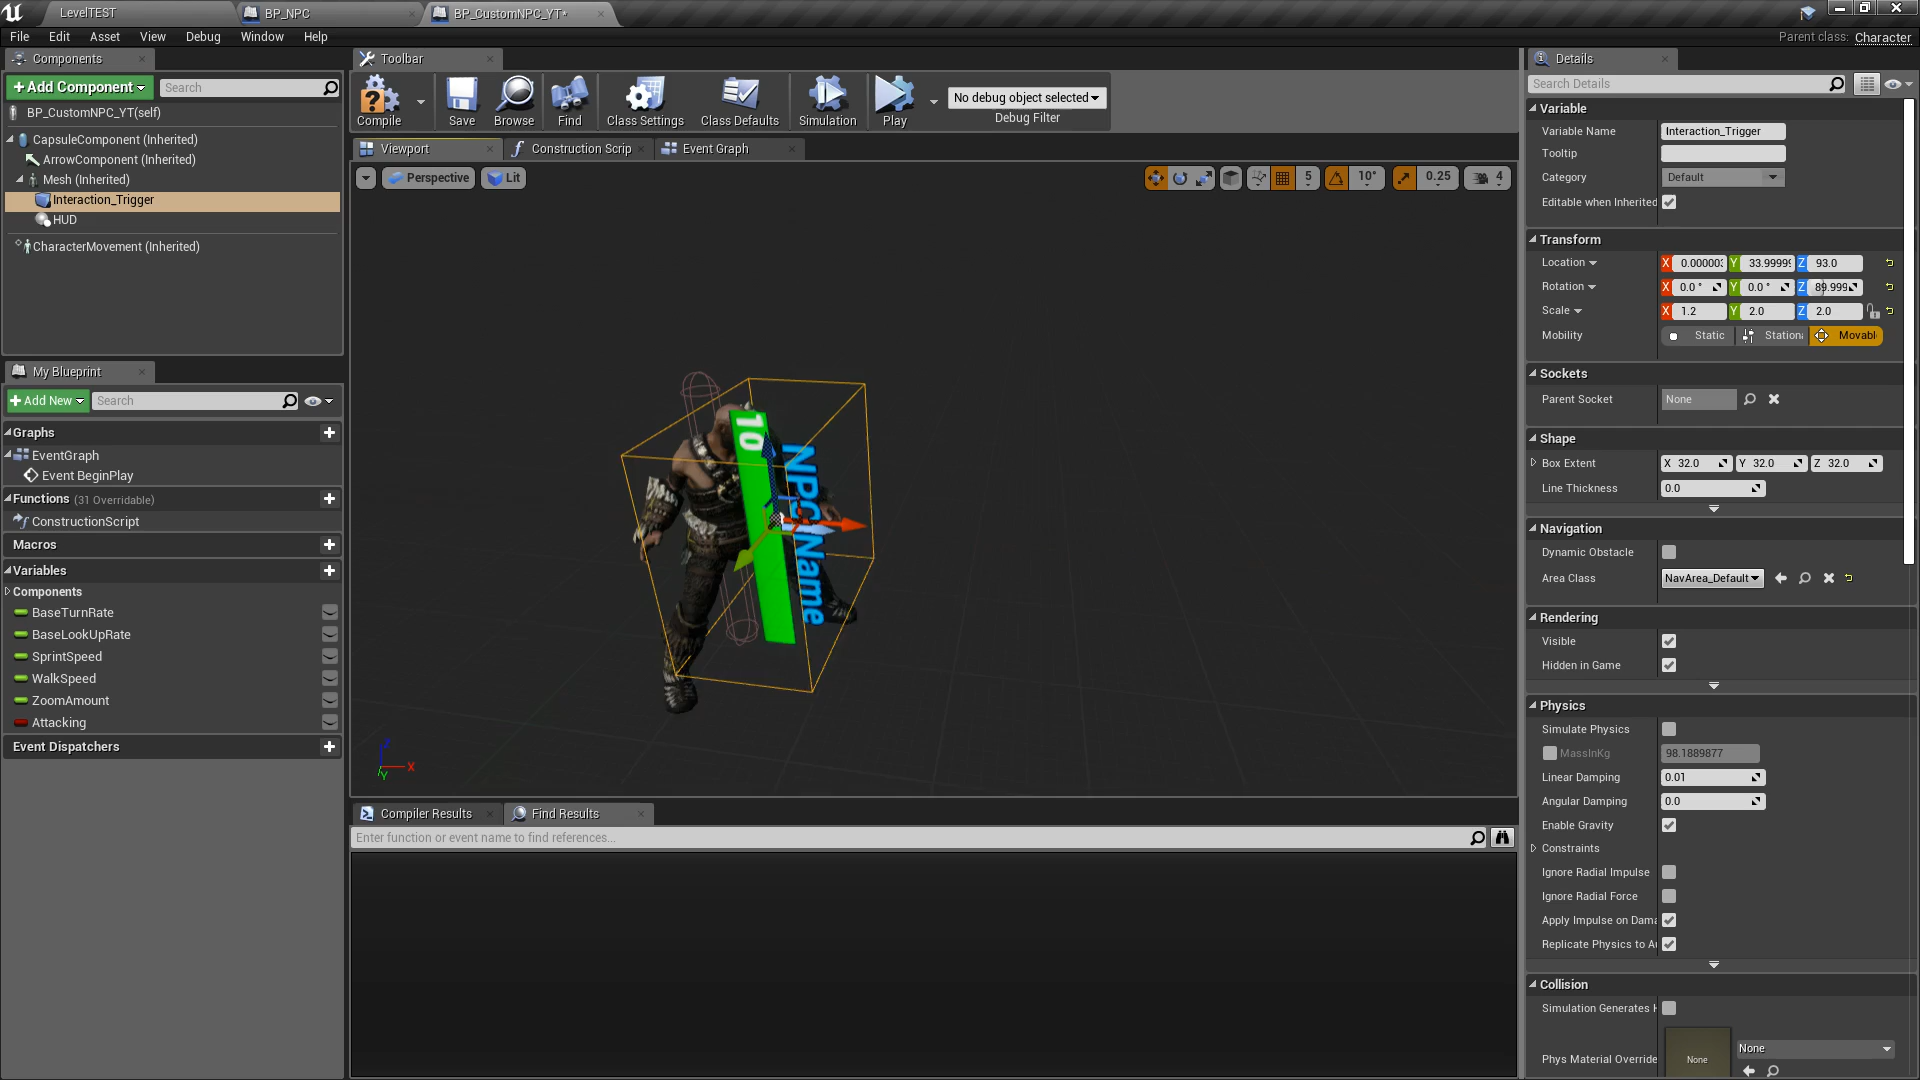 LevelTEST
BP_NPC
BP_CustomNPC_YT*
File Edit Asset View Debug Window Help
Parent class: Character
Components
+ Add Component
Search
BP_CustomNPC_YT(self)
CapsuleComponent (Inherited)
ArrowComponent (Inherited)
Mesh (Inherited)
Interaction_Trigger
HUD
CharacterMovement (Inherited)
My Blueprint
+ Add New
Search
Graphs
EventGraph
Event BeginPlay
Functions (31 Overridable)
ConstructionScript
Macros
Variables
Components
BaseTurnRate
BaseLookUpRate
SprintSpeed
WalkSpeed
ZoomAmount
Attacking
Event Dispatchers
Toolbar
Compile
Save
Browse
Find
Class Settings
Class Defaults
Simulation
Play
No debug object selected
Debug Filter
Viewport
Construction Scrip
Event Graph
Perspective
Lit
5
10°
0.25
4
10
NPC Name
Z
X
Y
Compiler Results
Find Results
Enter function or event name to find references...
Details
Search Details
Variable
Variable Name Interaction_Trigger
Tooltip
Category Default
Editable when Inherited
Transform
Location X 0.000003 Y 33.99999 Z 93.0
Rotation X 0.0 ° Y 0.0 ° Z 89.999
Scale X 1.2 Y 2.0 Z 2.0
Mobility Static Stationa Movabl
Sockets
Parent Socket None
Shape
Box Extent X 32.0 Y 32.0 Z 32.0
Line Thickness 0.0
Navigation
Dynamic Obstacle
Area Class NavArea_Default
Rendering
Visible
Hidden in Game
Physics
Simulate Physics
MassInKg 98.1889877
Linear Damping 0.01
Angular Damping 0.0
Enable Gravity
Constraints
Ignore Radial Impulse
Ignore Radial Force
Apply Impulse on Dama
Replicate Physics to Au
Collision
Simulation Generates H
Phys Material Override None None